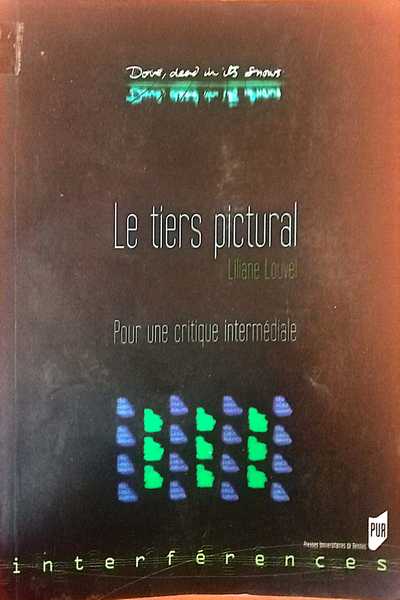 Dove, dead in its snows
Le tiers pictural
Liliane Louvel
Pour une critique intermédiale
PUR
Presses Universitaires de Rennes
interférences